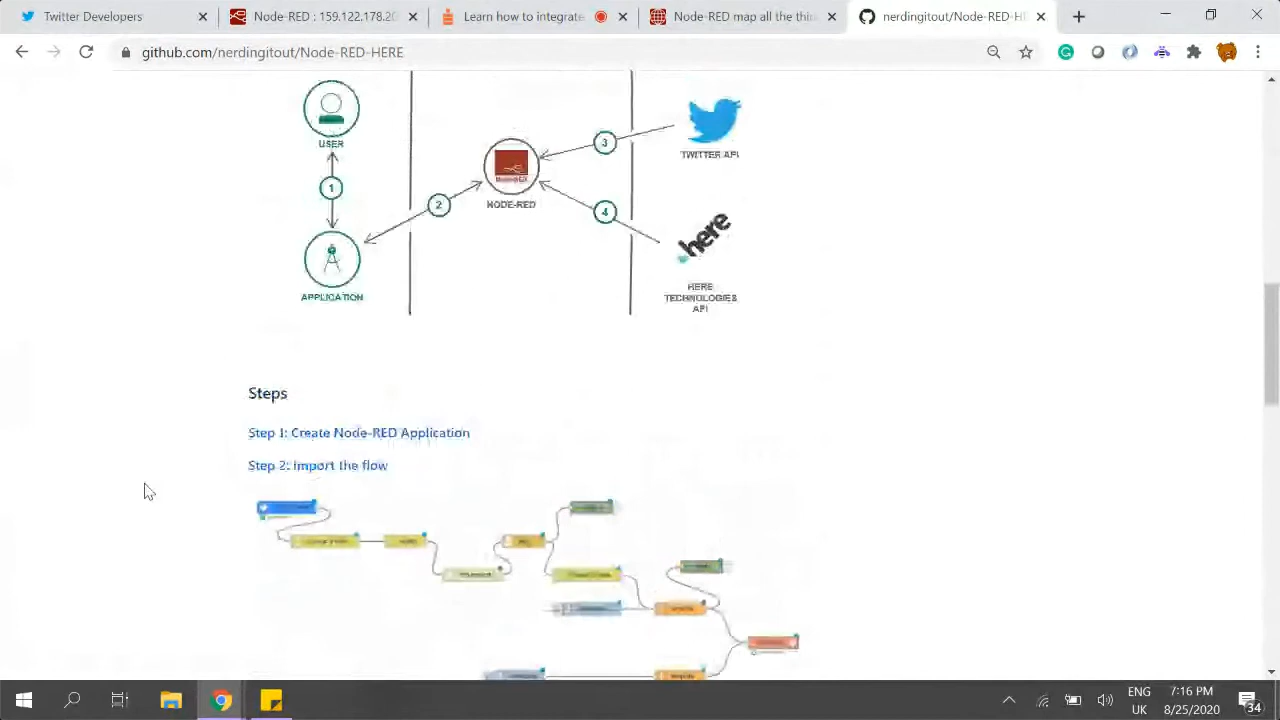 Twitter Developers
Node-RED : 159.122.178.20
Learn how to integrate
Node-RED map all the thin
nerdingitout/Node-RED-HE
github.com/nerdingitout/Node-RED-HERE
USER
1
2
3
4
TWITTER API
NODE-RED
here
APPLICATION
HERE
TECHNOLOGIES
API
Steps
Step 1: Create Node-RED Application
Step 2: Import the flow
ENG
UK
7:16 PM
8/25/2020
34